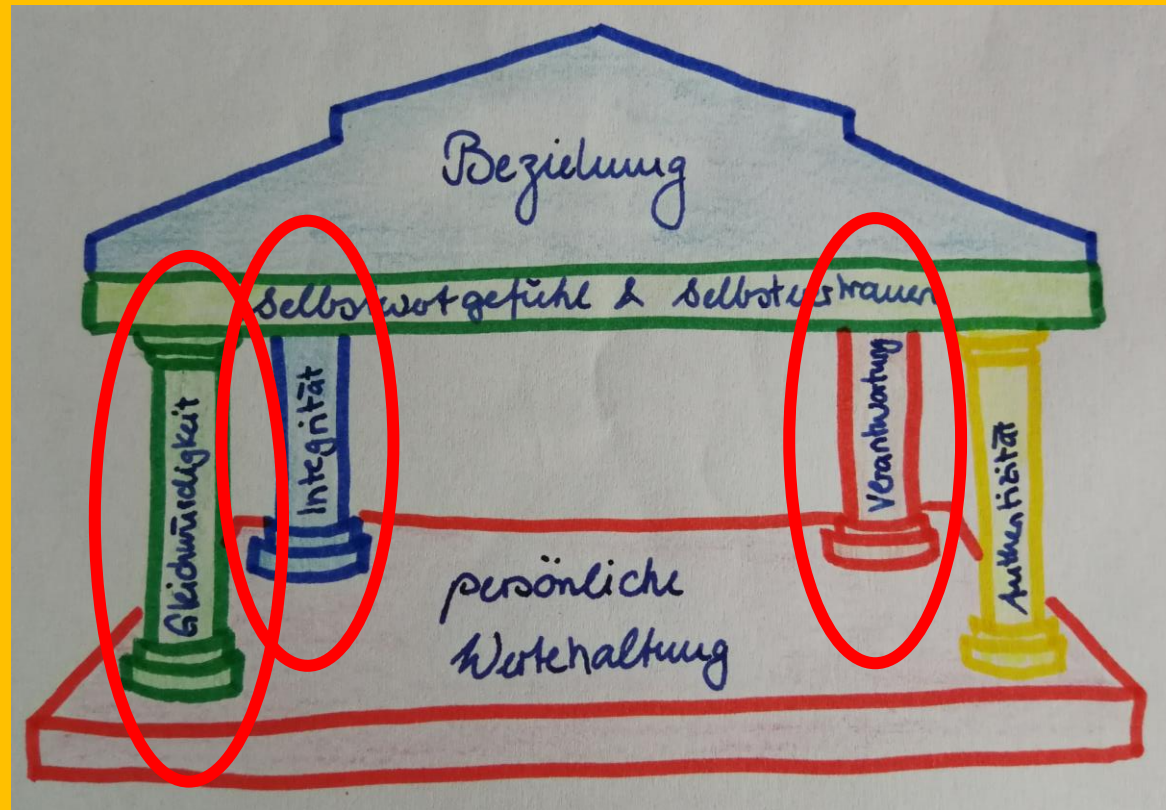 Beziehung
Selbstwertgefühl & Selbstvertrauen
Gleichwürdigkeit
Integrität
Verantwortung
Authentizität
persönliche
Wertehaltung